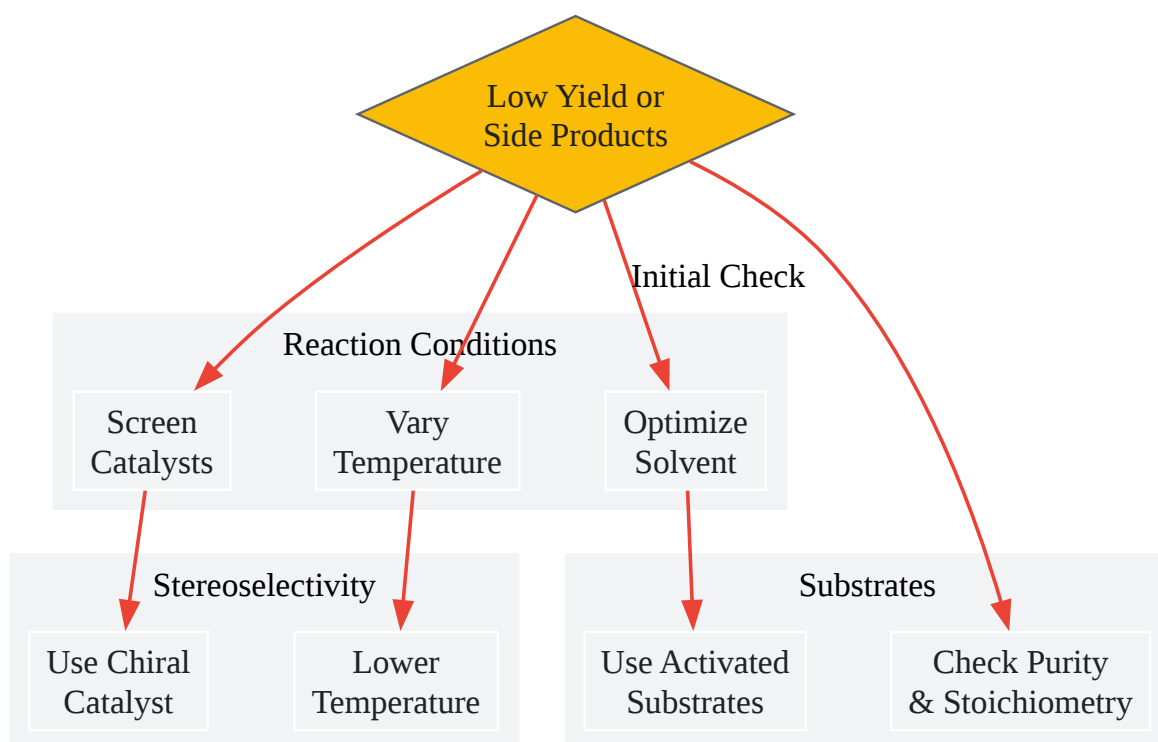 Low Yield or
Side Products
Initial Check
Reaction Conditions
Screen
Catalysts
Vary
Temperature
Optimize
Solvent
Stereoselectivity
Use Chiral
Catalyst
Lower
Temperature
Substrates
Use Activated
Substrates
Check Purity
& Stoichiometry